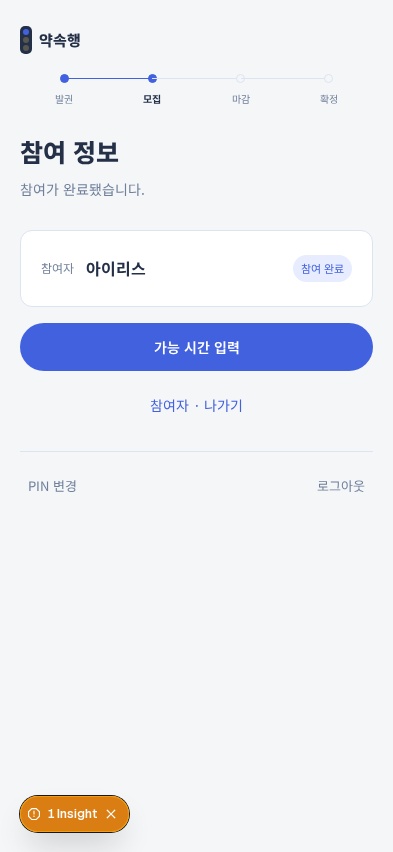 약속행
발권
모집
마감
확정
참여 정보
참여가 완료됐습니다.
참여자 아이리스 참여 완료
가능 시간 입력
참여자 · 나가기
PIN 변경
로그아웃
1 Insight